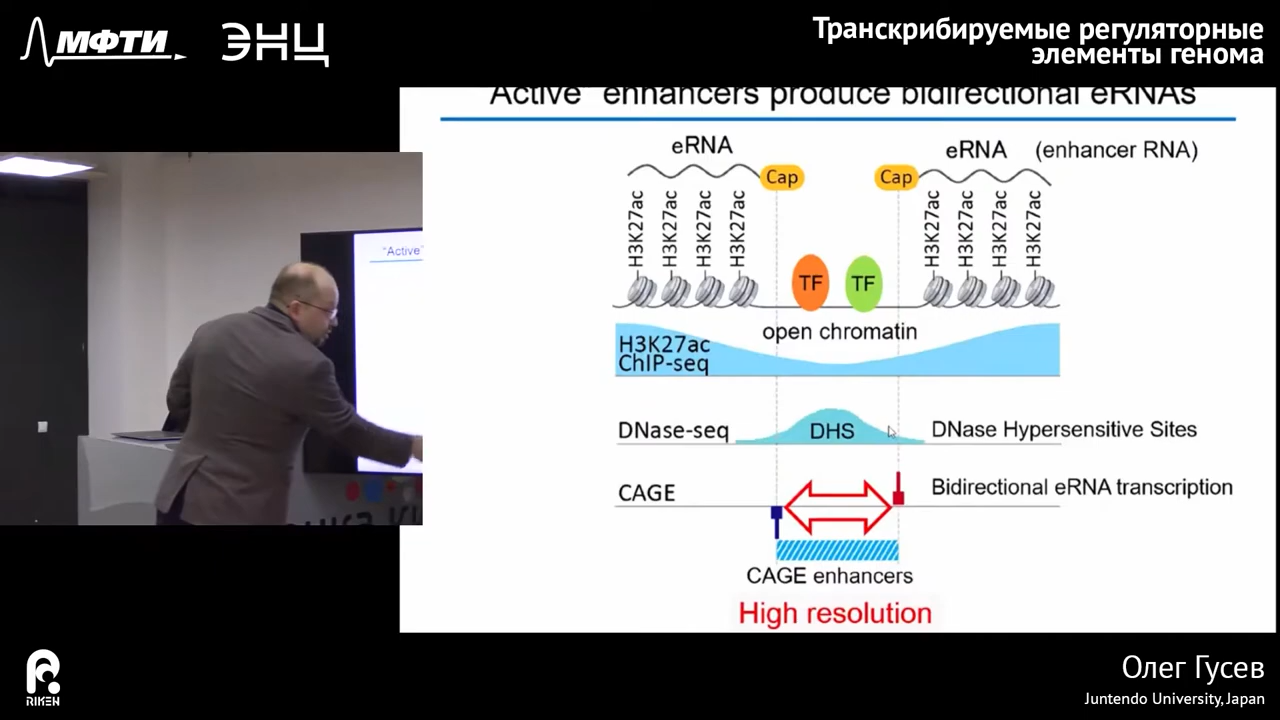 МФТИ
ЭНЦ
Транскрибируемые регуляторные
элементы генома
"Active"
Active" enhancers produce bidirectional eRNAs
eRNA
Cap
Cap
eRNA
(enhancer RNA)
H3K27ac
H3K27ac
H3K27ac
H3K27ac
H3K27ac
H3K27ac
H3K27ac
H3K27ac
TF
TF
open chromatin
H3K27ac
ChIP-seq
DNase-seq
DHS
DNase Hypersensitive Sites
CAGE
Bidirectional eRNA transcription
CAGE enhancers
High resolution
RIKEN
Олег Гусев
Juntendo University, Japan